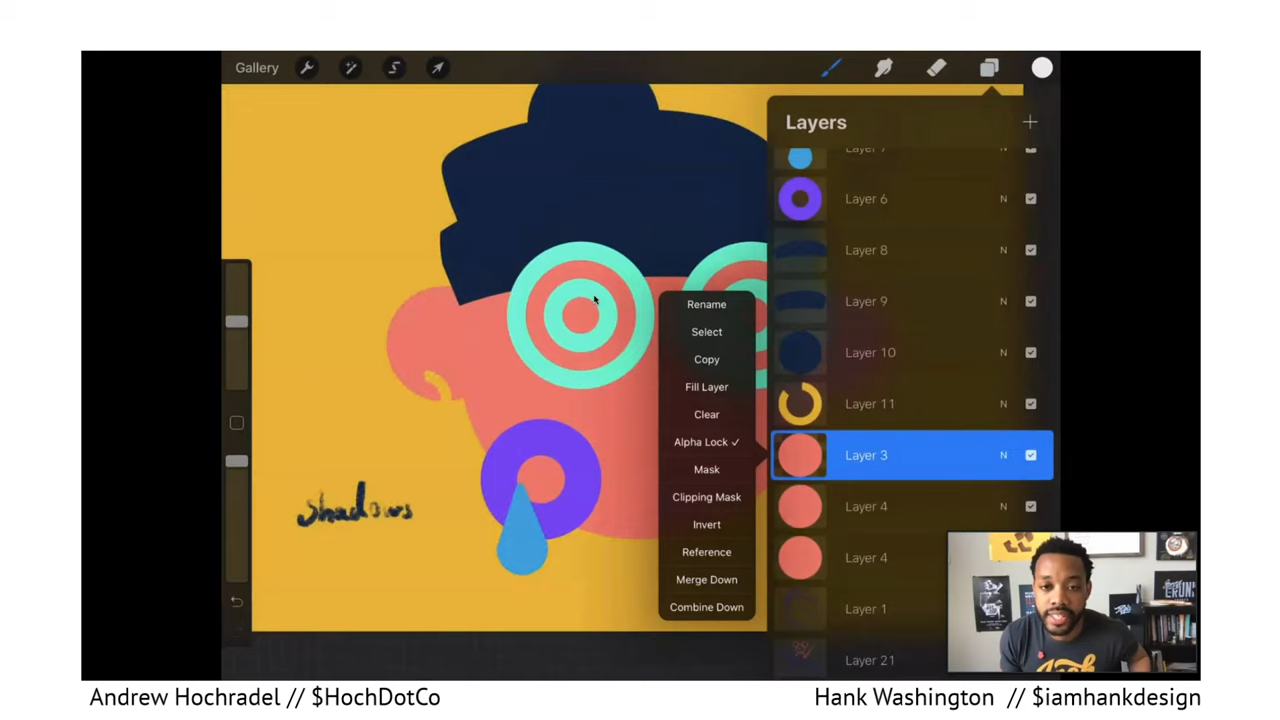 Gallery
Layers
Layer 7
Layer 6 N
Layer 8 N
Layer 9 N
Layer 10 N
Layer 11 N
Layer 3 N
Layer 4 N
Layer 4
Layer 1
Layer 21
Rename
Select
Copy
Fill Layer
Clear
Alpha Lock ✓
Mask
Clipping Mask
Invert
Reference
Merge Down
Combine Down
Shadows
Andrew Hochradel // $HochDotCo
Hank Washington // $iamhankdesign